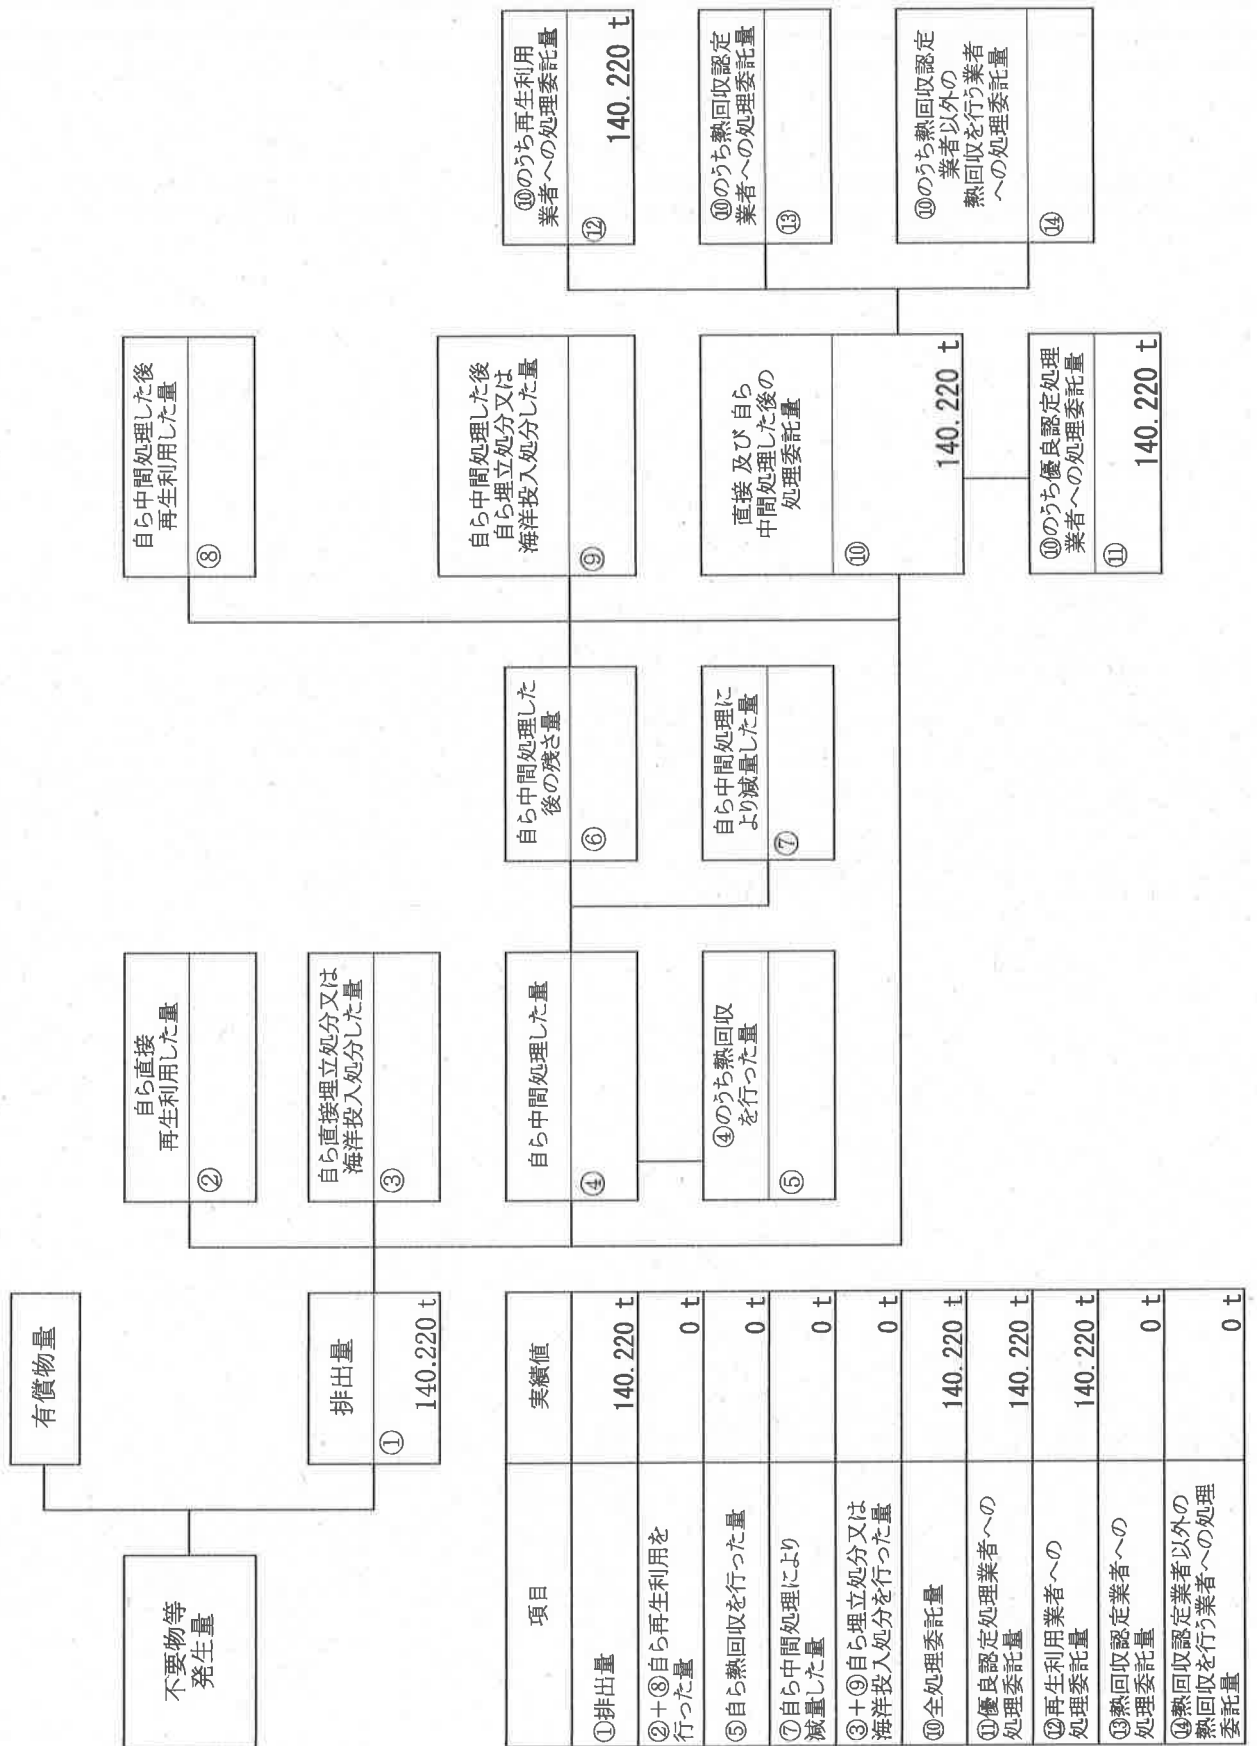 不要物等
発生量
有償物量
排出量
①
140.220 t
自ら直接
再生利用した量
②
自ら直接埋立処分又は
海洋投入処分した量
③
自ら中間処理した量
④
④のうち熱回収
を行った量
⑤
自ら中間処理した
後の残さ量
⑥
自ら中間処理に
より減量した量
⑦
自ら中間処理した後
再生利用した量
⑧
自ら中間処理した後
自ら埋立処分又は
海洋投入処分した量
⑨
直接及び自ら
中間処理した後の
処理委託量
⑩
140.220 t
⑩のうち優良認定処理
業者への処理委託量
⑪
140.220 t
⑩のうち再生利用
業者への処理委託量
⑫
140.220 t
⑩のうち熱回収認定
業者への処理委託量
⑬
⑩のうち熱回収認定
業者以外の
熱回収を行う業者
への処理委託量
⑭
項目 実績値
①排出量 140.220 t
②+⑧自ら再生利用を
行った量 0 t
⑤自ら熱回収を行った量 0 t
⑦自ら中間処理により
減量した量 0 t
③+⑨自ら埋立処分又は
海洋投入処分を行った量 0 t
⑩全処理委託量 140.220 t
⑪優良認定処理業者への
処理委託量 140.220 t
⑫再生利用業者への
処理委託量 140.220 t
⑬熱回収認定業者への
処理委託量 0 t
⑭熱回収認定業者以外の
熱回収を行う業者への処理
委託量 0 t